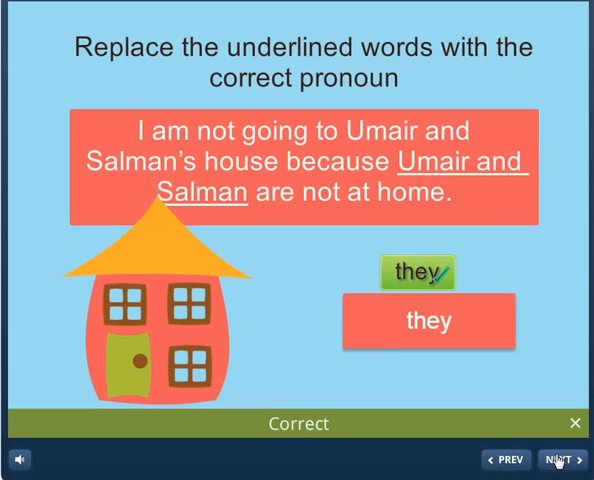 Replace the underlined words with the
correct pronoun
I am not going to Umair and
Salman’s house because Umair and
Salman are not at home.
they
they
Correct
PREV
NEXT